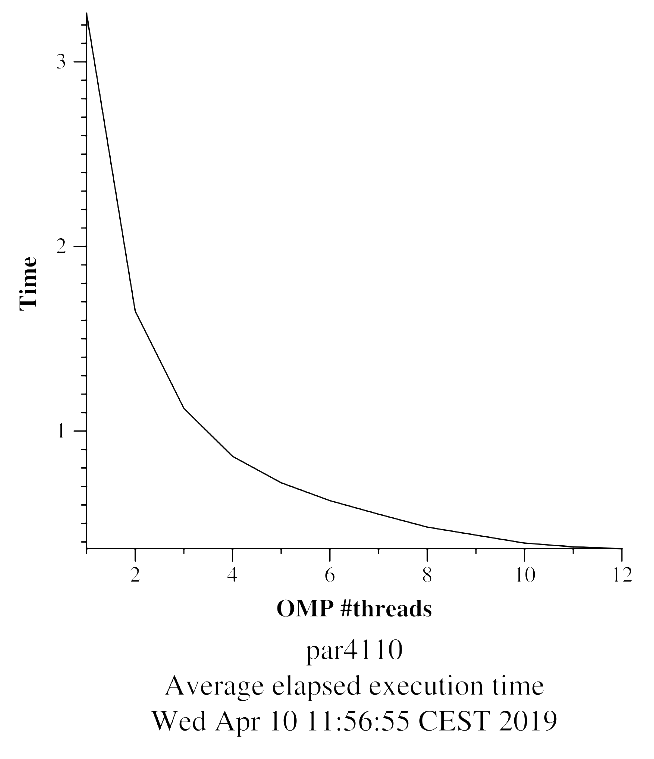 3
2
1
Time
2 4 6 8 10 12
OMP #threads
par4110
Average elapsed execution time
Wed Apr 10 11:56:55 CEST 2019